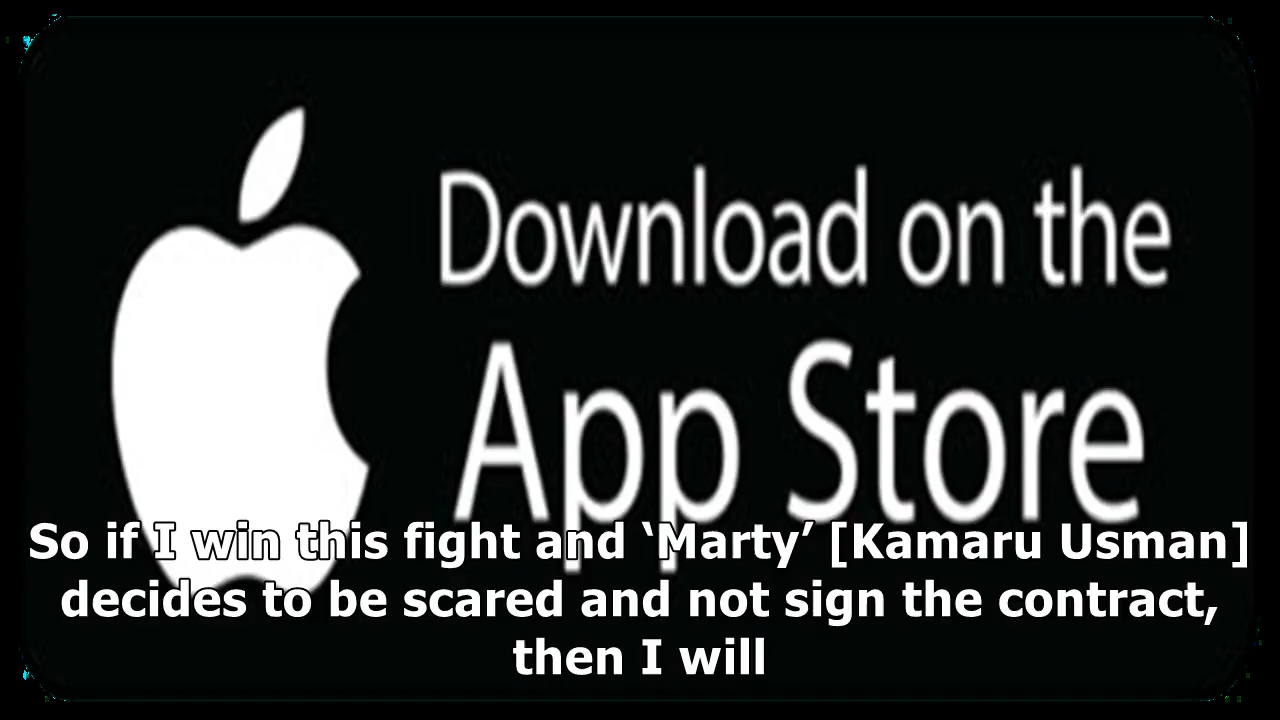 Download on the
App Store
So if I win this fight and ‘Marty’ [Kamaru Usman]
decides to be scared and not sign the contract,
then I will